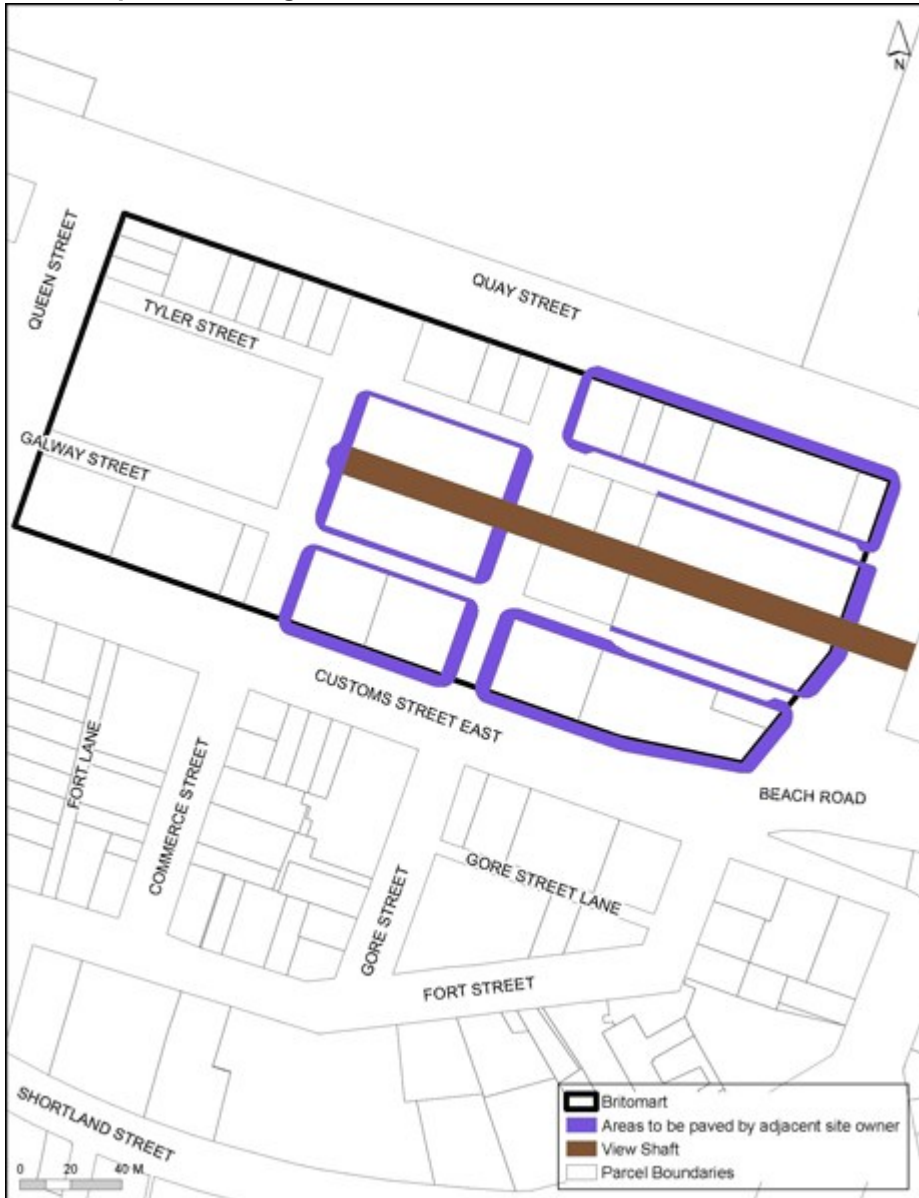 N
QUEEN STREET
QUAY STREET
TYLER STREET
GALWAY STREET
CUSTOMS STREET EAST
FORT LANE
COMMERCE STREET
BEACH ROAD
GORE STREET LANE
GORE STREET
FORT STREET
SHORTLAND STREET
0 20 40 M
Britomart
Areas to be paved by adjacent site owner
View Shaft
Parcel Boundaries